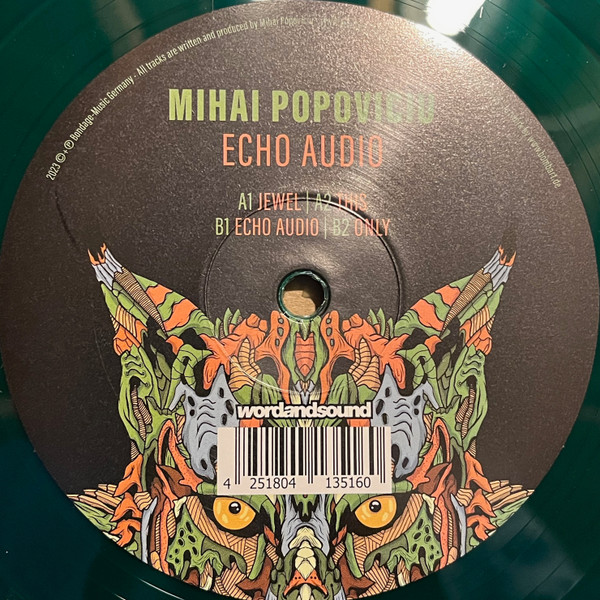 2023 ©+℗ Bondage-Music Germany - All tracks are written and produced by Mihai Popoviciu
MIHAI POPOVICIU
ECHO AUDIO
A1 JEWEL | A2 THIS
B1 ECHO AUDIO | B2 ONLY
wordandsound
4 251804 135160